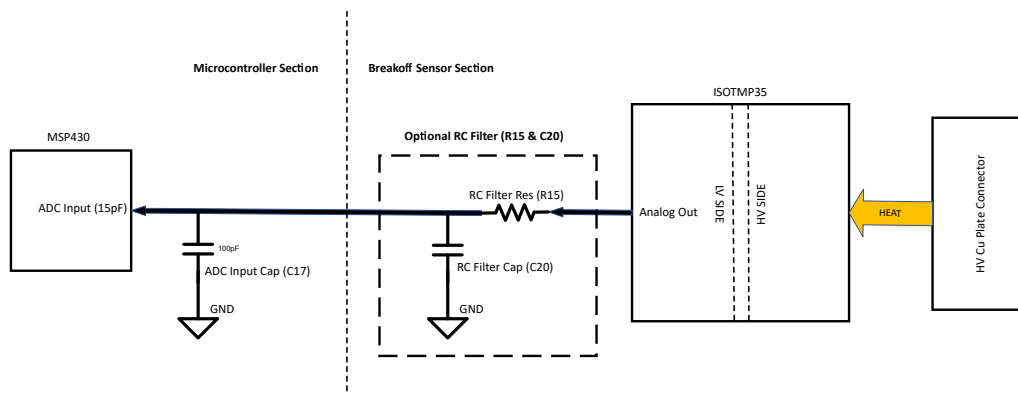 Microcontroller Section
Breakoff Sensor Section
ISOTMP35
MSP430
Optional RC Filter (R15 & C20)
HV Cu Plate Connector
RC Filter Res (R15)
ADC Input (15pF)
Analog Out
LV SIDE
HV SIDE
HEAT
100pF
ADC Input Cap (C17)
RC Filter Cap (C20)
GND
GND